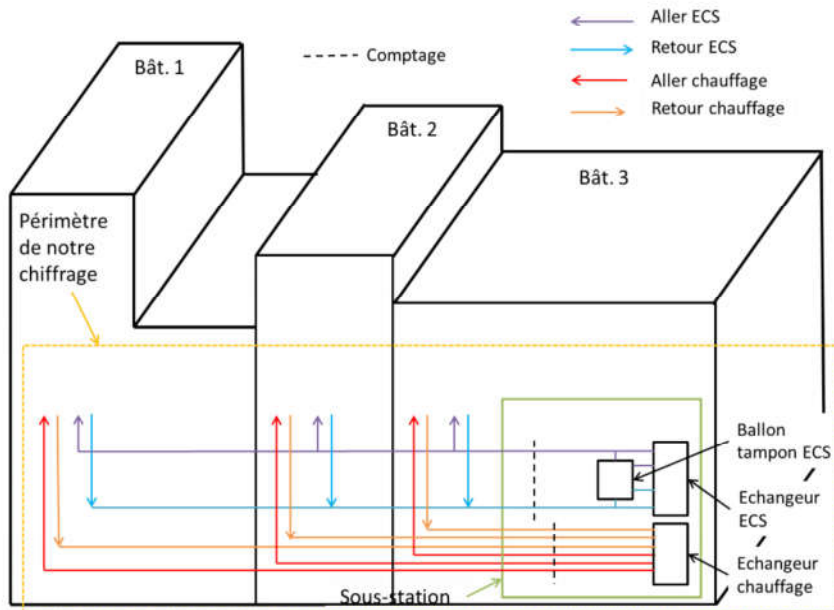 Aller ECS
Retour ECS
Comptage
Aller chauffage
Retour chauffage
Bât. 1
Bât. 2
Bât. 3
Périmètre
de notre
chiffrage
Ballon
tampon ECS
Echangeur
ECS
Echangeur
chauffage
Sous-station